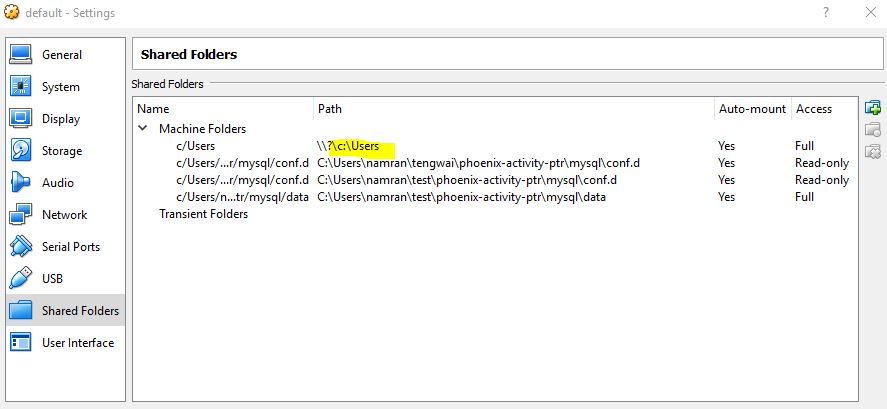 default - Settings ? ×
General
System
Display
Storage
Audio
Network
Serial Ports
USB
Shared Folders
User Interface
Shared Folders
Shared Folders
Name Path Auto-mount Access
Machine Folders
c/Users \\?\c:\Users Yes Full
c/Users/...r/mysql/conf.d C:\Users\namran\tengwai\phoenix-activity-ptr\mysql\conf.d Yes Read-only
c/Users/...r/mysql/conf.d C:\Users\namran\test\phoenix-activity-ptr\mysql\conf.d Yes Read-only
c/Users/n...tr/mysql/data C:\Users\namran\test\phoenix-activity-ptr\mysql\data Yes Full
Transient Folders